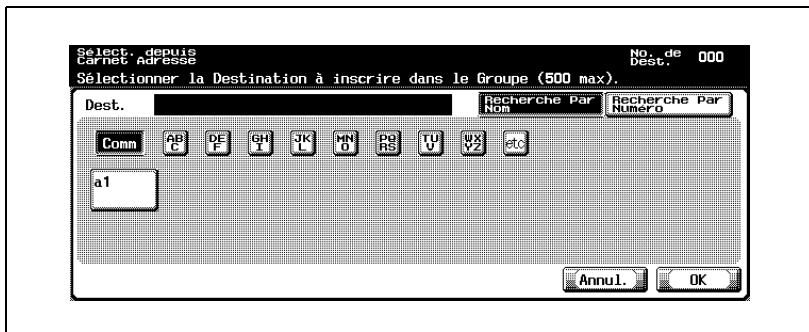 Sélect. depuis
Carnet Adresse
No. de Dest. 000
Sélectionner la Destination à inscrire dans le Groupe (500 max).
Dest.
Recherche Par Nom
Recherche Par Numéro
Comm ABC DEF GHI JKL MNO PQRS TUV WXYZ etc
a1
Annul. OK